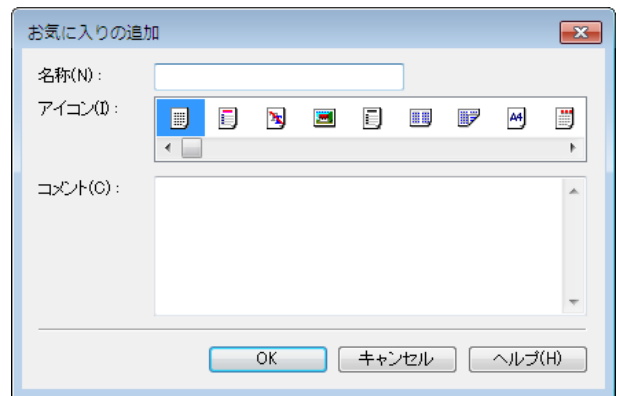 お気に入りの追加
名称(N) :
アイコン(I) :
A4
コメント(C) :
OK キャンセル ヘルプ(H)